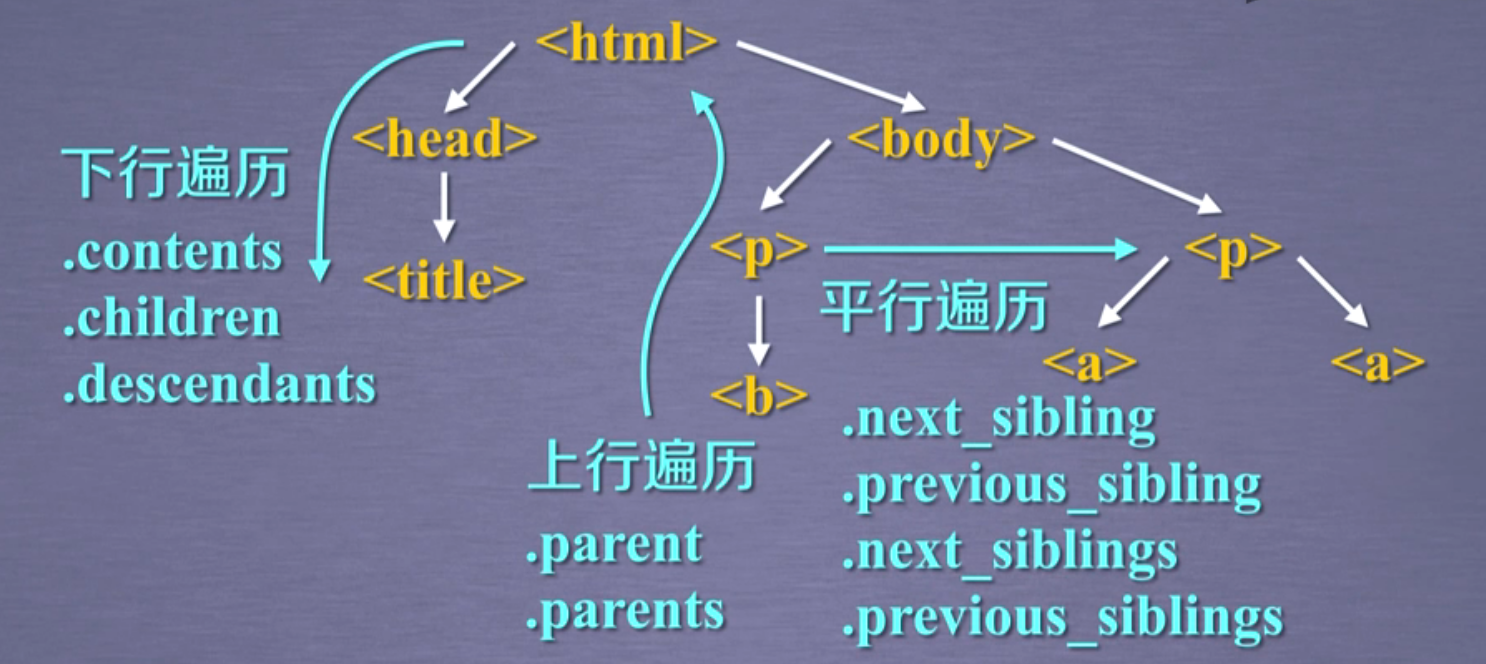 <html>
<head>
<body>
下行遍历
.contents
.children
.descendants
<title>
<p>
<p>
平行遍历
<b>
<a>
<a>
上行遍历
.parent
.parents
.next_sibling
.previous_sibling
.next_siblings
.previous_siblings